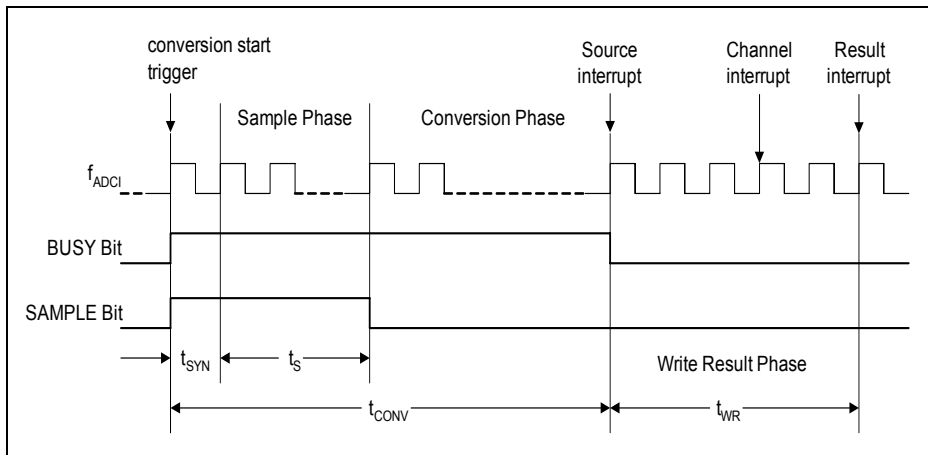 conversion start
trigger
Source
interrupt
Channel
interrupt
Result
interrupt
Sample Phase
Conversion Phase
fADCI
BUSY Bit
SAMPLE Bit
tSYN
tS
Write Result Phase
tCONV
tWR